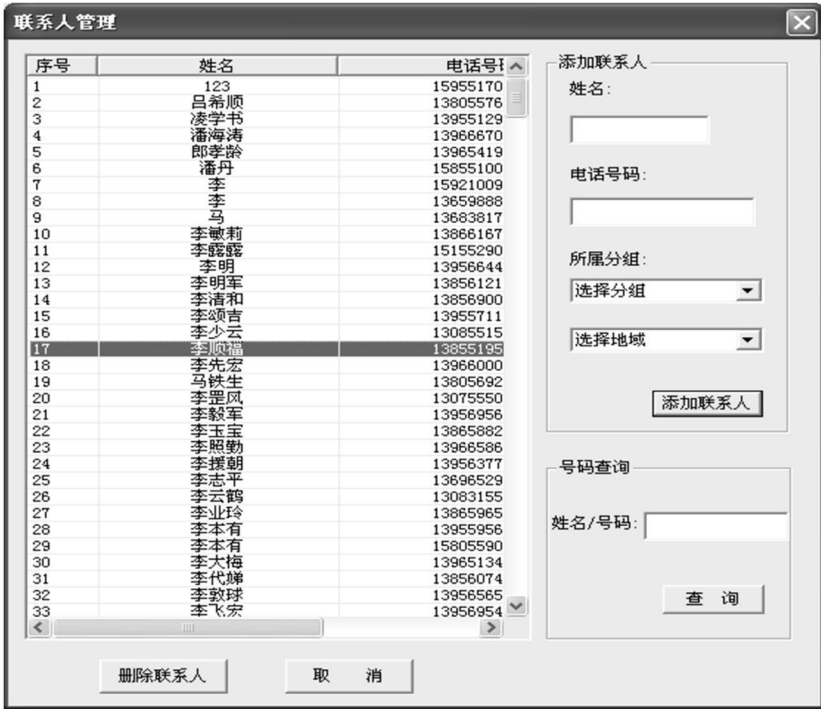 联系人管理
序号 姓名 电话号
1 123 15955170
2 吕希顺 13805576
3 凌学书 13955129
4 潘海涛 13966670
5 郎孝龄 13965419
6 潘丹 15855100
7 李 15921009
8 李 13659888
9 马 13683817
10 李敏莉 13866167
11 李露露 15155290
12 李明 13956644
13 李明军 13856121
14 李清和 13856900
15 李颂吉 13955711
16 李少云 13085515
17 李顺福 13855195
18 李先宏 13966000
19 马铁生 13805692
20 李罡风 13075550
21 李毅军 13956956
22 李玉宝 13865882
23 李照勤 13966586
24 李援朝 13956377
25 李志平 13696529
26 李云鹤 13083155
27 李业玲 13865965
28 李本有 13955956
29 李本有 15805590
30 李大梅 13965134
31 李代娣 13856074
32 李敦球 13956565
33 李飞宏 13956954
删除联系人 取 消
添加联系人
姓名:
电话号码:
所属分组:
选择分组
选择地域
添加联系人
号码查询
姓名/号码:
查 询